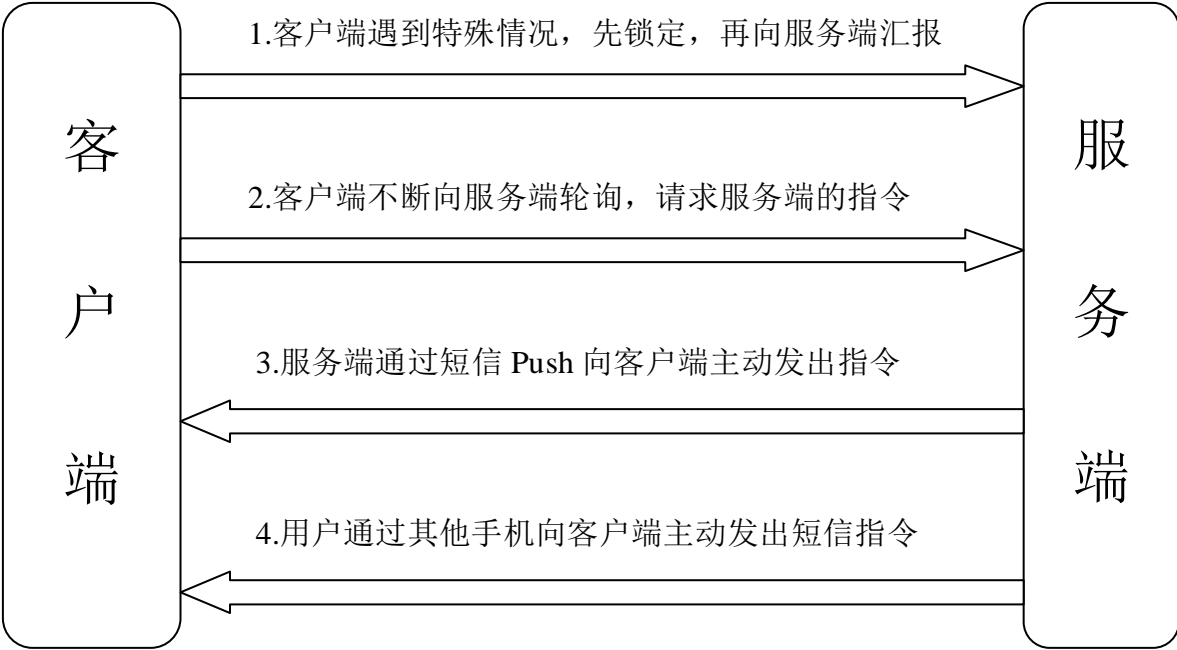 客户端
1.客户端遇到特殊情况，先锁定，再向服务端汇报
2.客户端不断向服务端轮询，请求服务端的指令
3.服务端通过短信 Push 向客户端主动发出指令
4.用户通过其他手机向客户端主动发出短信指令
服务端